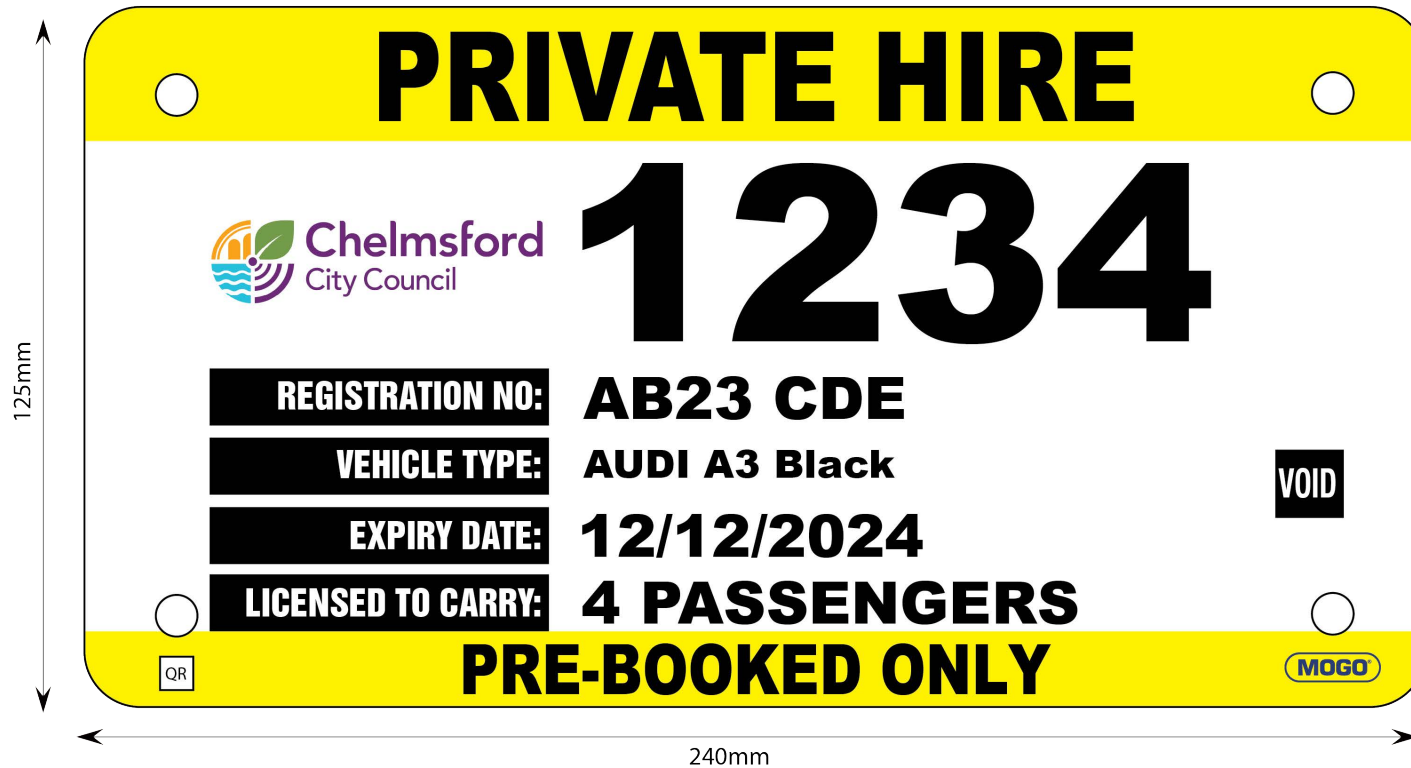 PRIVATE HIRE
1234
Chelmsford
City Council
125mm
REGISTRATION NO: AB23 CDE
VEHICLE TYPE: AUDI A3 Black
VOID
EXPIRY DATE: 12/12/2024
LICENSED TO CARRY: 4 PASSENGERS
QR
PRE-BOOKED ONLY
MOGO®
240mm